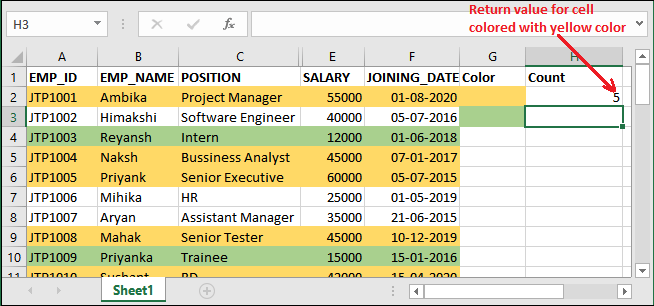 Return value for cell
colored with yellow color
H3
fx
A B C E F G H
1 EMP_ID EMP_NAME POSITION SALARY JOINING_DATE Color Count
2 JTP1001 Ambika Project Manager 55000 01-08-2020 5
3 JTP1002 Himakshi Software Engineer 40000 05-07-2016
4 JTP1003 Reyansh Intern 12000 01-06-2018
5 JTP1004 Naksh Bussiness Analyst 45000 07-01-2017
6 JTP1005 Priyank Senior Executive 60000 05-07-2015
7 JTP1006 Mihika HR 25000 01-05-2019
8 JTP1007 Aryan Assistant Manager 35000 21-06-2015
9 JTP1008 Mahak Senior Tester 45000 10-12-2019
10 JTP1009 Priyanka Trainee 15000 15-01-2016
11 JTP1010 Sushant 42000 15-04-2020
Sheet1